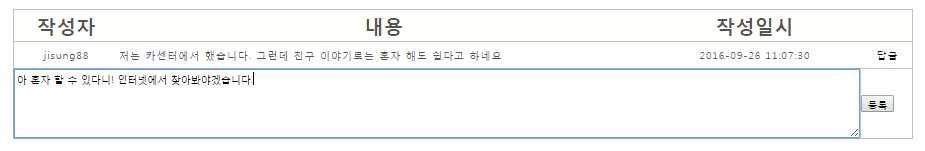 작성자 내용 작성일시
jisung88 저는 카센터에서 했습니다. 그런데 친구 이야기로는 혼자 해도 쉽다고 하네요 2016-09-26 11:07:30 답글
아 혼자 할 수 있다니! 인터넷에서 찾아봐야겠습니다.
등록